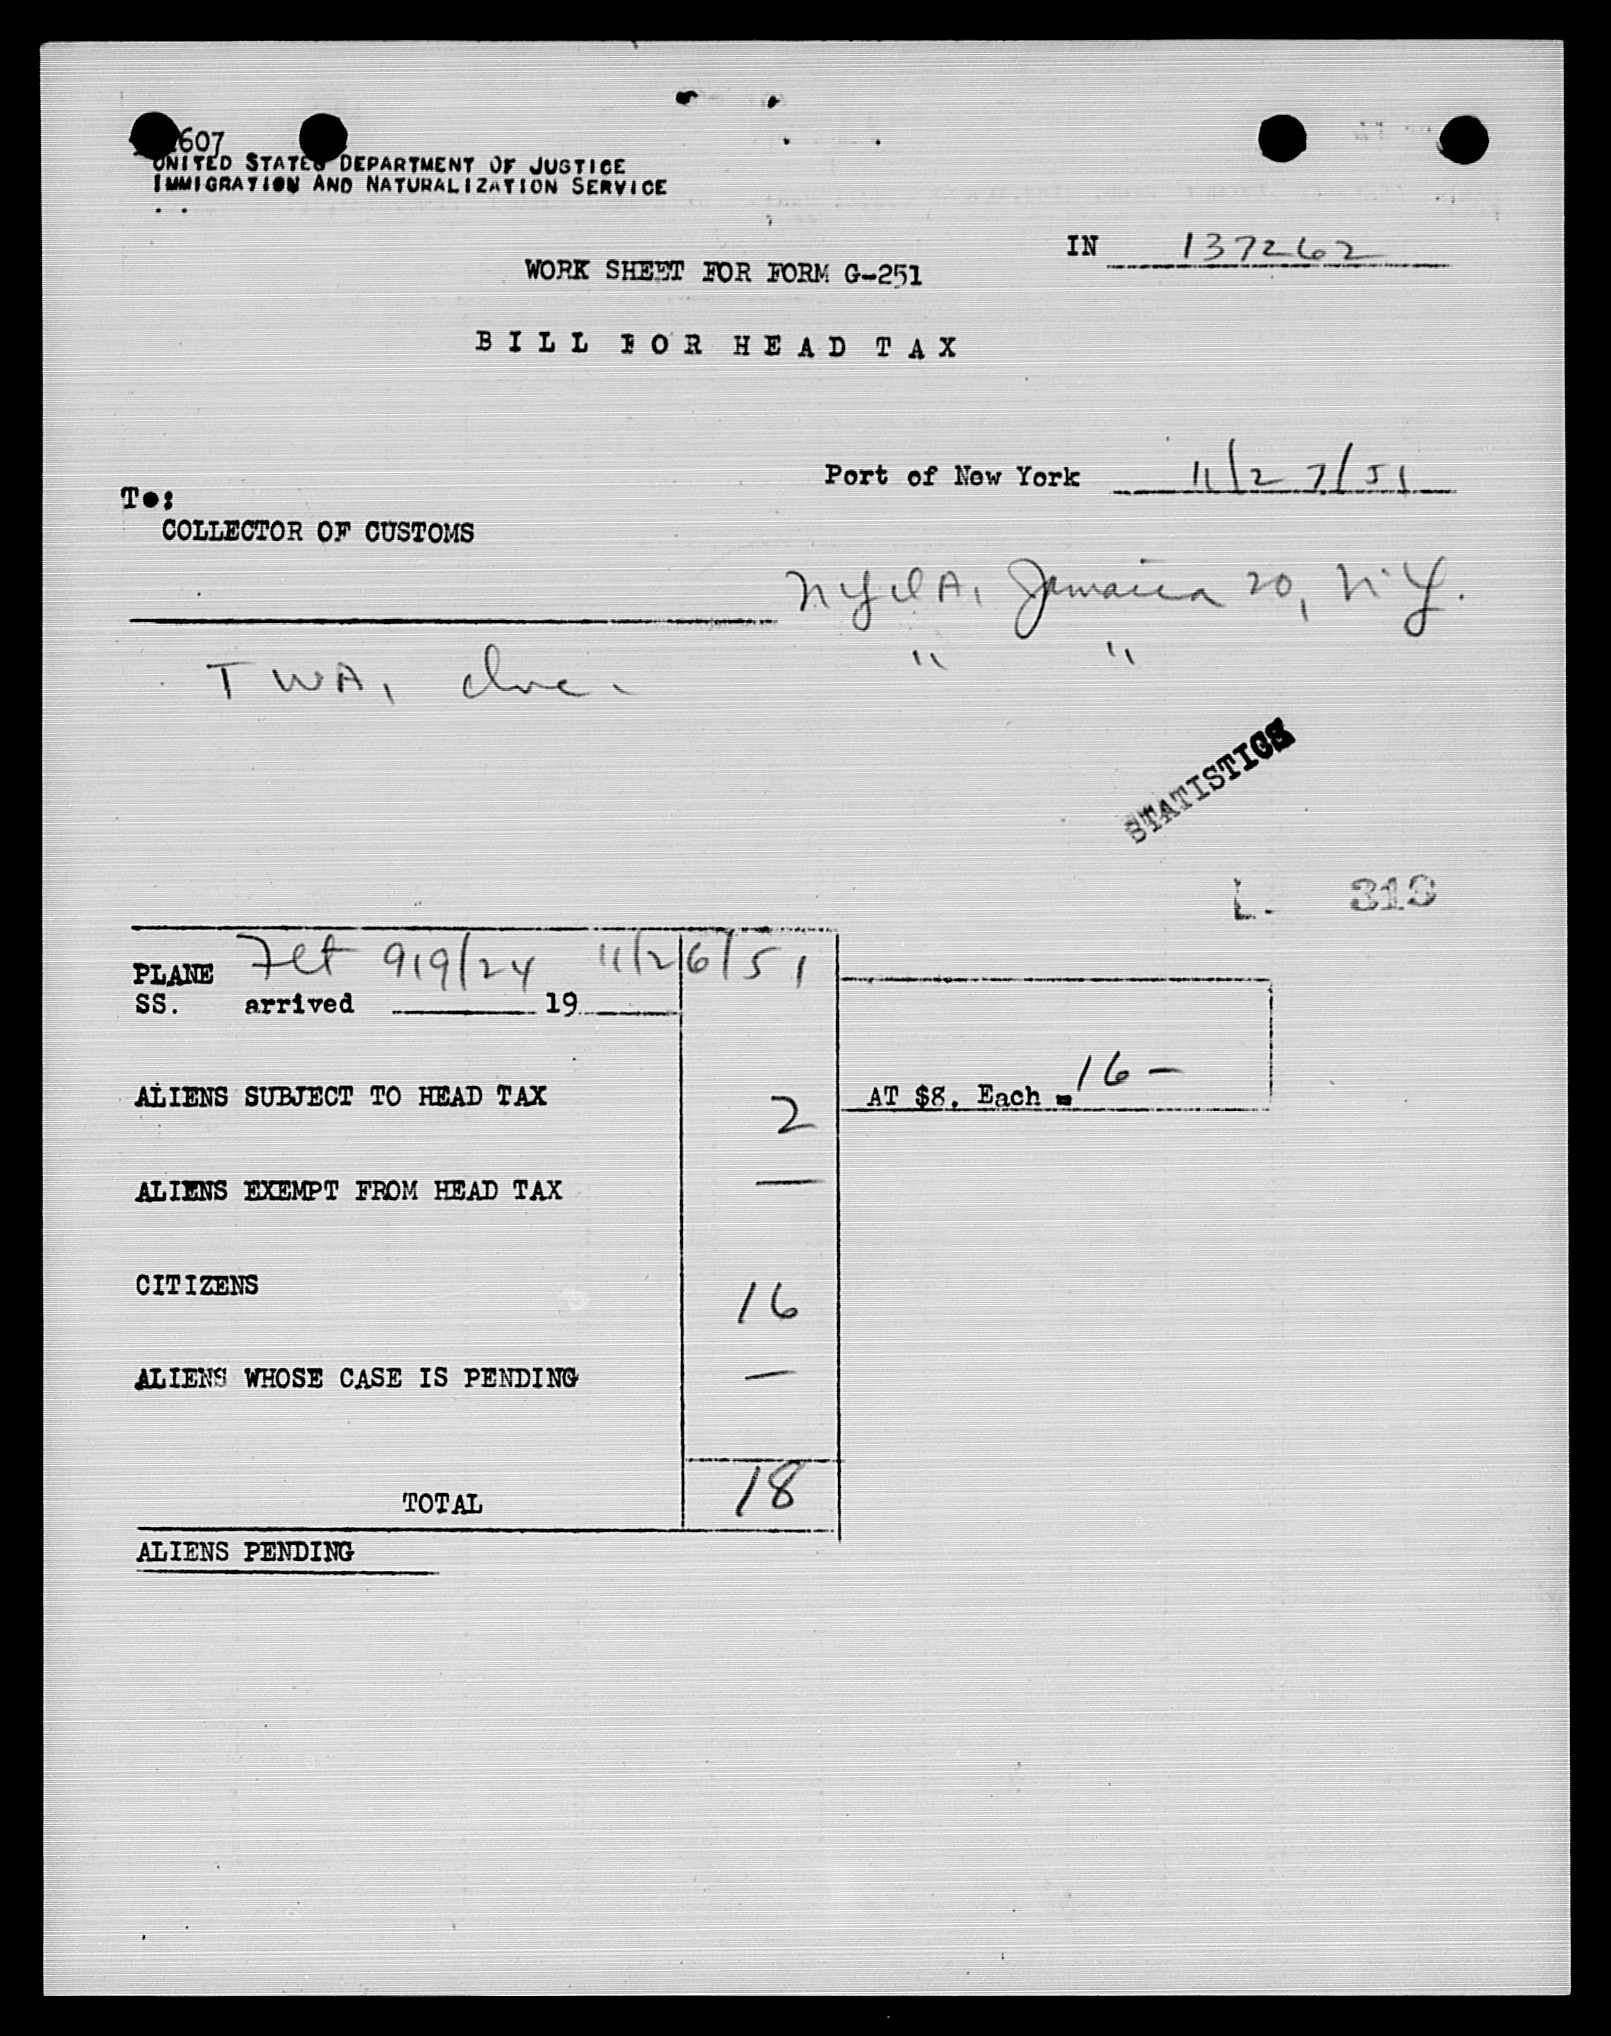 607
UNITED STATES DEPARTMENT OF JUSTICE
IMMIGRATION AND NATURALIZATION SERVICE
IN 137262
WORK SHEET FOR FORM G-251
BILL FOR HEAD TAX
Port of New York 11/27/51
To:
COLLECTOR OF CUSTOMS
NYIA, Jamaica 20, N.Y.
TWA, Inc. " "
STATISTICS
L. 313
PLANE Flt 919/24 11/26/51
SS. arrived 19
ALIENS SUBJECT TO HEAD TAX 2 AT $8. Each = 16 —
ALIENS EXEMPT FROM HEAD TAX —
CITIZENS 16
ALIENS WHOSE CASE IS PENDING —
TOTAL 18
ALIENS PENDING